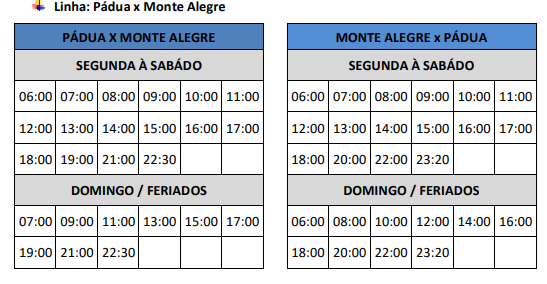 Linha: Pádua x Monte Alegre
PÁDUA X MONTE ALEGRE
SEGUNDA À SABÁDO
06:00 07:00 08:00 09:00 10:00 11:00
12:00 13:00 14:00 15:00 16:00 17:00
18:00 19:00 21:00 22:30
DOMINGO / FERIADOS
07:00 09:00 11:00 13:00 15:00 17:00
19:00 21:00 22:30
MONTE ALEGRE x PÁDUA
SEGUNDA À SABÁDO
06:00 07:00 08:00 09:00 10:00 11:00
12:00 13:00 14:00 15:00 16:00 17:00
18:00 20:00 22:00 23:20
DOMINGO / FERIADOS
06:00 08:00 10:00 12:00 14:00 16:00
18:00 20:00 22:00 23:20